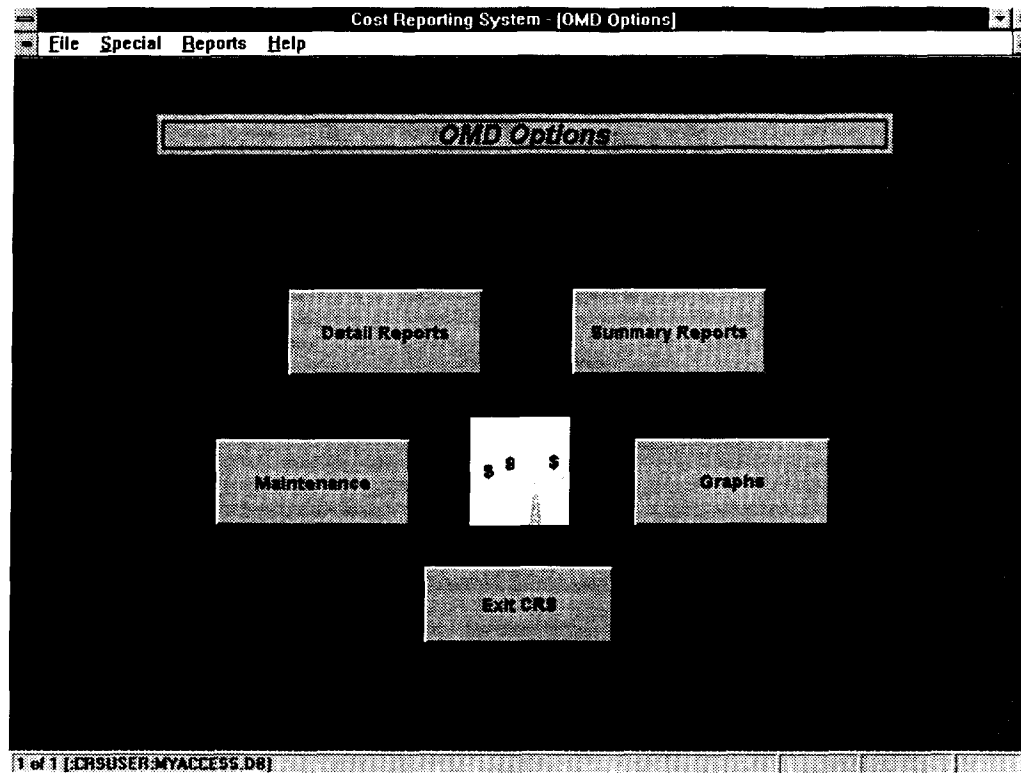 Cost Reporting System - [OMD Options]
File Special Reports Help
OMD Options
Detail Reports
Summary Reports
$ $ $
Maintenance
Graphs
Exit CRS
1 of 1 [:CRSUSER:MYACCESS.DB]